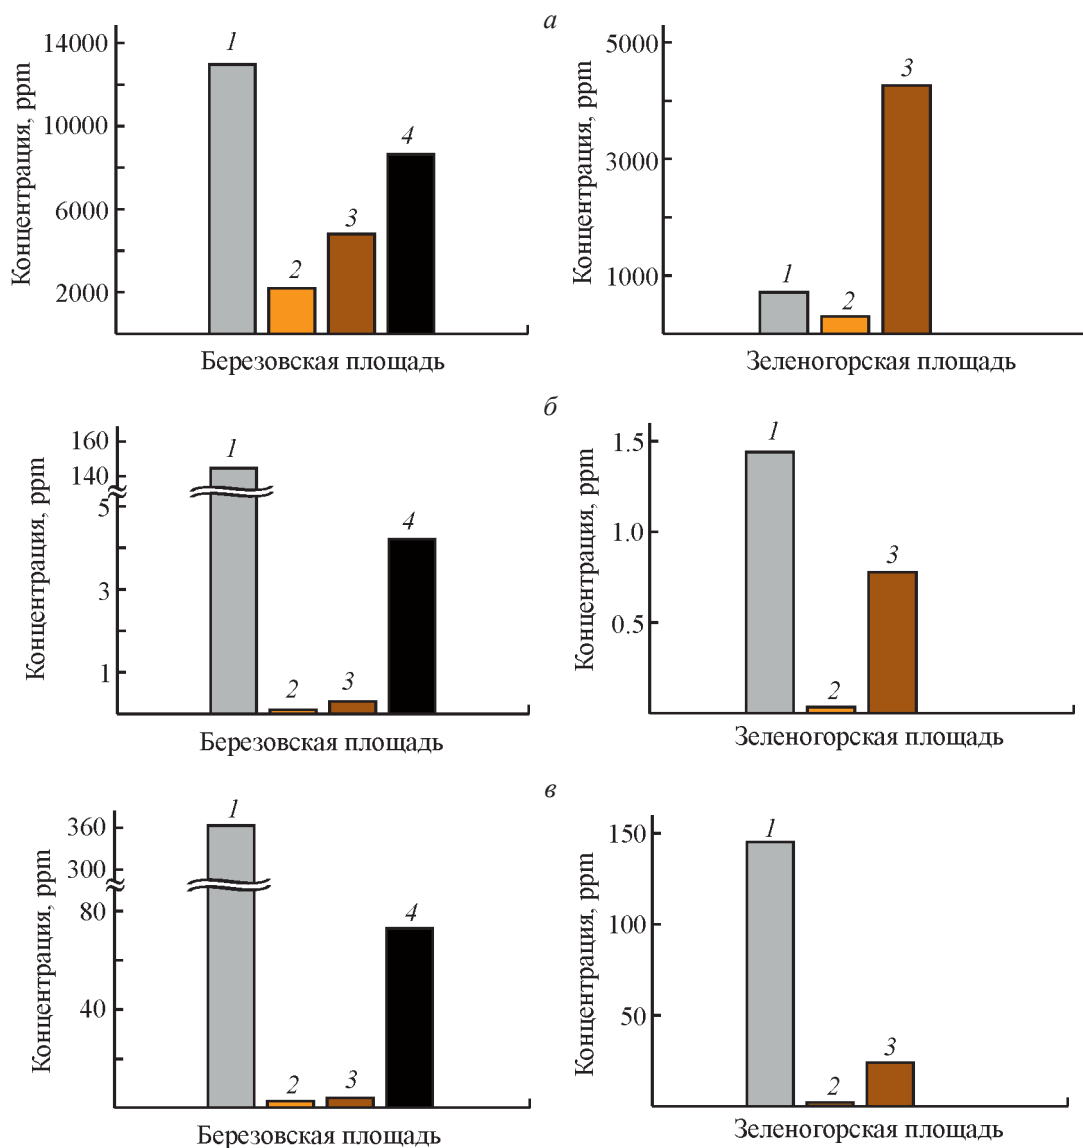 а
Концентрация, ppm
14000
10000
6000
2000
1
2
3
4
Березовская площадь
Концентрация, ppm
5000
3000
1000
1
2
3
Зеленогорская площадь
б
Концентрация, ppm
160
140
5
3
1
1
2
3
4
Березовская площадь
Концентрация, ppm
1.5
1.0
0.5
1
2
3
Зеленогорская площадь
в
Концентрация, ppm
360
300
80
40
1
2
3
4
Березовская площадь
Концентрация, ppm
150
100
50
1
2
3
Зеленогорская площадь